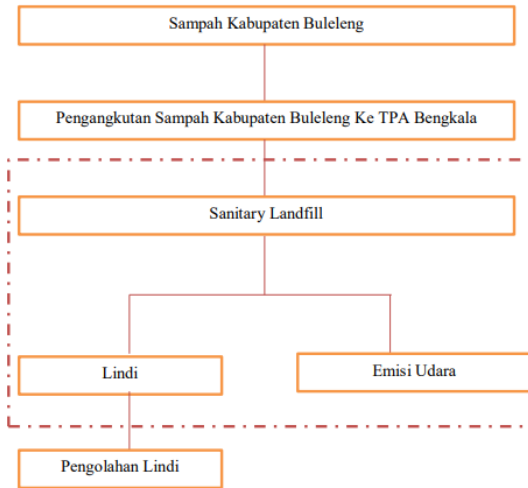 Sampah Kabupaten Buleleng
Pengangkutan Sampah Kabupaten Buleleng Ke TPA Bengkala
Sanitary Landfill
Lindi
Emisi Udara
Pengolahan Lindi